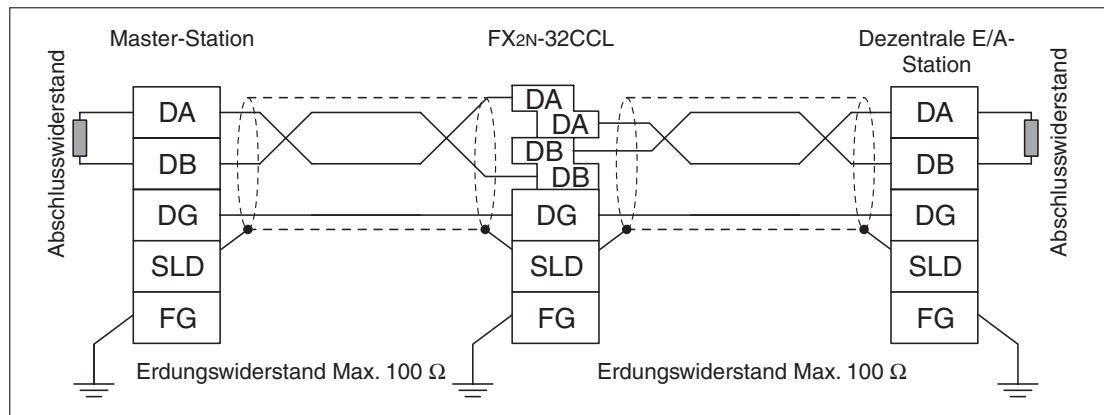 Master-Station
FX2N-32CCL
Dezentrale E/A-
Station
Abschlusswiderstand
DA
DB
DG
SLD
FG
DA
DA
DB
DB
DG
SLD
FG
DA
DB
DG
SLD
FG
Abschlusswiderstand
Erdungswiderstand Max. 100 Ω
Erdungswiderstand Max. 100 Ω